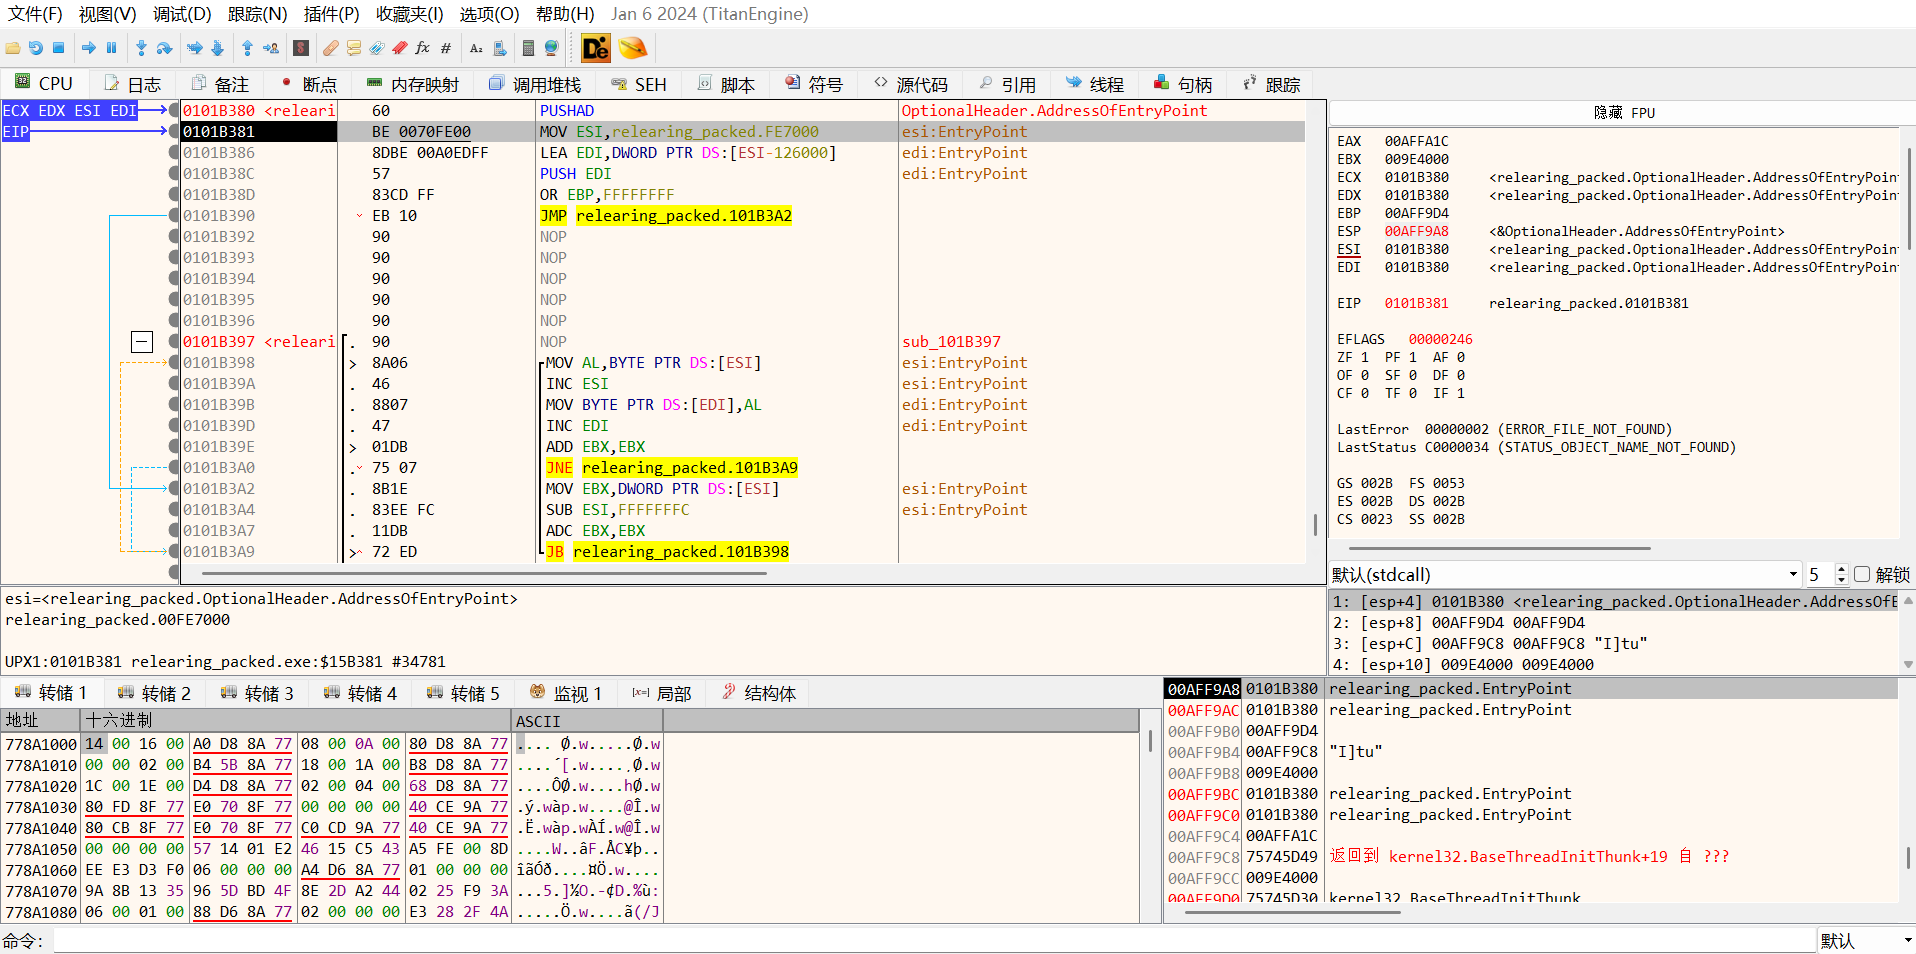 文件(F) 视图(V) 调试(D) 跟踪(N) 插件(P) 收藏夹(I) 选项(O) 帮助(H) Jan 6 2024 (TitanEngine)
CPU 日志 备注 断点 内存映射 调用堆栈 SEH 脚本 符号 源代码 引用 线程 句柄 跟踪
ECX EDX ESI EDI 0101B380 <releari 60 PUSHAD OptionalHeader.AddressOfEntryPoint
EIP 0101B381 BE 0070FE00 MOV ESI,relearing_packed.FE7000 esi:EntryPoint
0101B386 8DBE 00A0EDFF LEA EDI,DWORD PTR DS:[ESI-126000] edi:EntryPoint
0101B38C 57 PUSH EDI edi:EntryPoint
0101B38D 83CD FF OR EBP,FFFFFFFF
0101B390 EB 10 JMP relearing_packed.101B3A2
0101B392 90 NOP
0101B393 90 NOP
0101B394 90 NOP
0101B395 90 NOP
0101B396 90 NOP
0101B397 <releari . 90 NOP sub_101B397
0101B398 > 8A06 MOV AL,BYTE PTR DS:[ESI] esi:EntryPoint
0101B39A . 46 INC ESI esi:EntryPoint
0101B39B . 8807 MOV BYTE PTR DS:[EDI],AL edi:EntryPoint
0101B39D . 47 INC EDI edi:EntryPoint
0101B39E > 01DB ADD EBX,EBX
0101B3A0 . 75 07 JNE relearing_packed.101B3A9
0101B3A2 . 8B1E MOV EBX,DWORD PTR DS:[ESI] esi:EntryPoint
0101B3A4 . 83EE FC SUB ESI,FFFFFFFC esi:EntryPoint
0101B3A7 . 11DB ADC EBX,EBX
0101B3A9 > 72 ED JB relearing_packed.101B398
隐藏 FPU
EAX 00AFFA1C
EBX 009E4000
ECX 0101B380 <relearing_packed.OptionalHeader.AddressOfEntryPoin
EDX 0101B380 <relearing_packed.OptionalHeader.AddressOfEntryPoin
EBP 00AFF9D4
ESP 00AFF9A8 <&OptionalHeader.AddressOfEntryPoint>
ESI 0101B380 <relearing_packed.OptionalHeader.AddressOfEntryPoin
EDI 0101B380 <relearing_packed.OptionalHeader.AddressOfEntryPoin
EIP 0101B381 relearing_packed.0101B381
EFLAGS 00000246
ZF 1 PF 1 AF 0
OF 0 SF 0 DF 0
CF 0 TF 0 IF 1
LastError 00000002 (ERROR_FILE_NOT_FOUND)
LastStatus C0000034 (STATUS_OBJECT_NAME_NOT_FOUND)
GS 002B FS 0053
ES 002B DS 002B
CS 0023 SS 002B
默认(stdcall) 5 解锁
1: [esp+4] 0101B380 <relearing_packed.OptionalHeader.AddressOfE
2: [esp+8] 00AFF9D4 00AFF9D4
3: [esp+C] 00AFF9C8 00AFF9C8 "I]tu"
4: [esp+10] 009E4000 009E4000
esi=<relearing_packed.OptionalHeader.AddressOfEntryPoint>
relearing_packed.00FE7000
UPX1:0101B381 relearing_packed.exe:$15B381 #34781
转储 1 转储 2 转储 3 转储 4 转储 5 监视 1 [x=] 局部 结构体
地址 十六进制 ASCII
778A1000 14 00 16 00 A0 D8 8A 77 08 00 0A 00 80 D8 8A 77 .... Ø.w.....Ø.w
778A1010 00 00 02 00 B4 5B 8A 77 18 00 1A 00 B8 D8 8A 77 ....´[.w....¸Ø.w
778A1020 1C 00 1E 00 D4 D8 8A 77 02 00 04 00 68 D8 8A 77 ....ÔØ.w....hØ.w
778A1030 80 FD 8F 77 E0 70 8F 77 00 00 00 00 40 CE 9A 77 .ý.wàp.w....@Î.w
778A1040 80 CB 8F 77 E0 70 8F 77 C0 CD 9A 77 40 CE 9A 77 .Ë.wàp.wÀÍ.w@Î.w
778A1050 00 00 00 00 57 14 01 E2 46 15 C5 43 A5 FE 00 8D ....W..âF.ÅC¥þ..
778A1060 EE E3 D3 F0 06 00 00 00 A4 D6 8A 77 01 00 00 00 îãÓð....¤Ö.w....
778A1070 9A 8B 13 35 96 5D BD 4F 8E 2D A2 44 02 25 F9 3A ...5.]½O.-¢D.%ù:
778A1080 06 00 01 00 88 D6 8A 77 02 00 00 00 E3 28 2F 4A .....Ö.w....ã(/J
00AFF9A8 0101B380 relearing_packed.EntryPoint
00AFF9AC 0101B380 relearing_packed.EntryPoint
00AFF9B0 00AFF9D4
00AFF9B4 00AFF9C8 "I]tu"
00AFF9B8 009E4000
00AFF9BC 0101B380 relearing_packed.EntryPoint
00AFF9C0 0101B380 relearing_packed.EntryPoint
00AFF9C4 00AFFA1C
00AFF9C8 75745D49 返回到 kernel32.BaseThreadInitThunk+19 自 ???
00AFF9CC 009E4000
00AFF9D0 75745D30 kernel32.BaseThreadInitThunk
命令: 默认